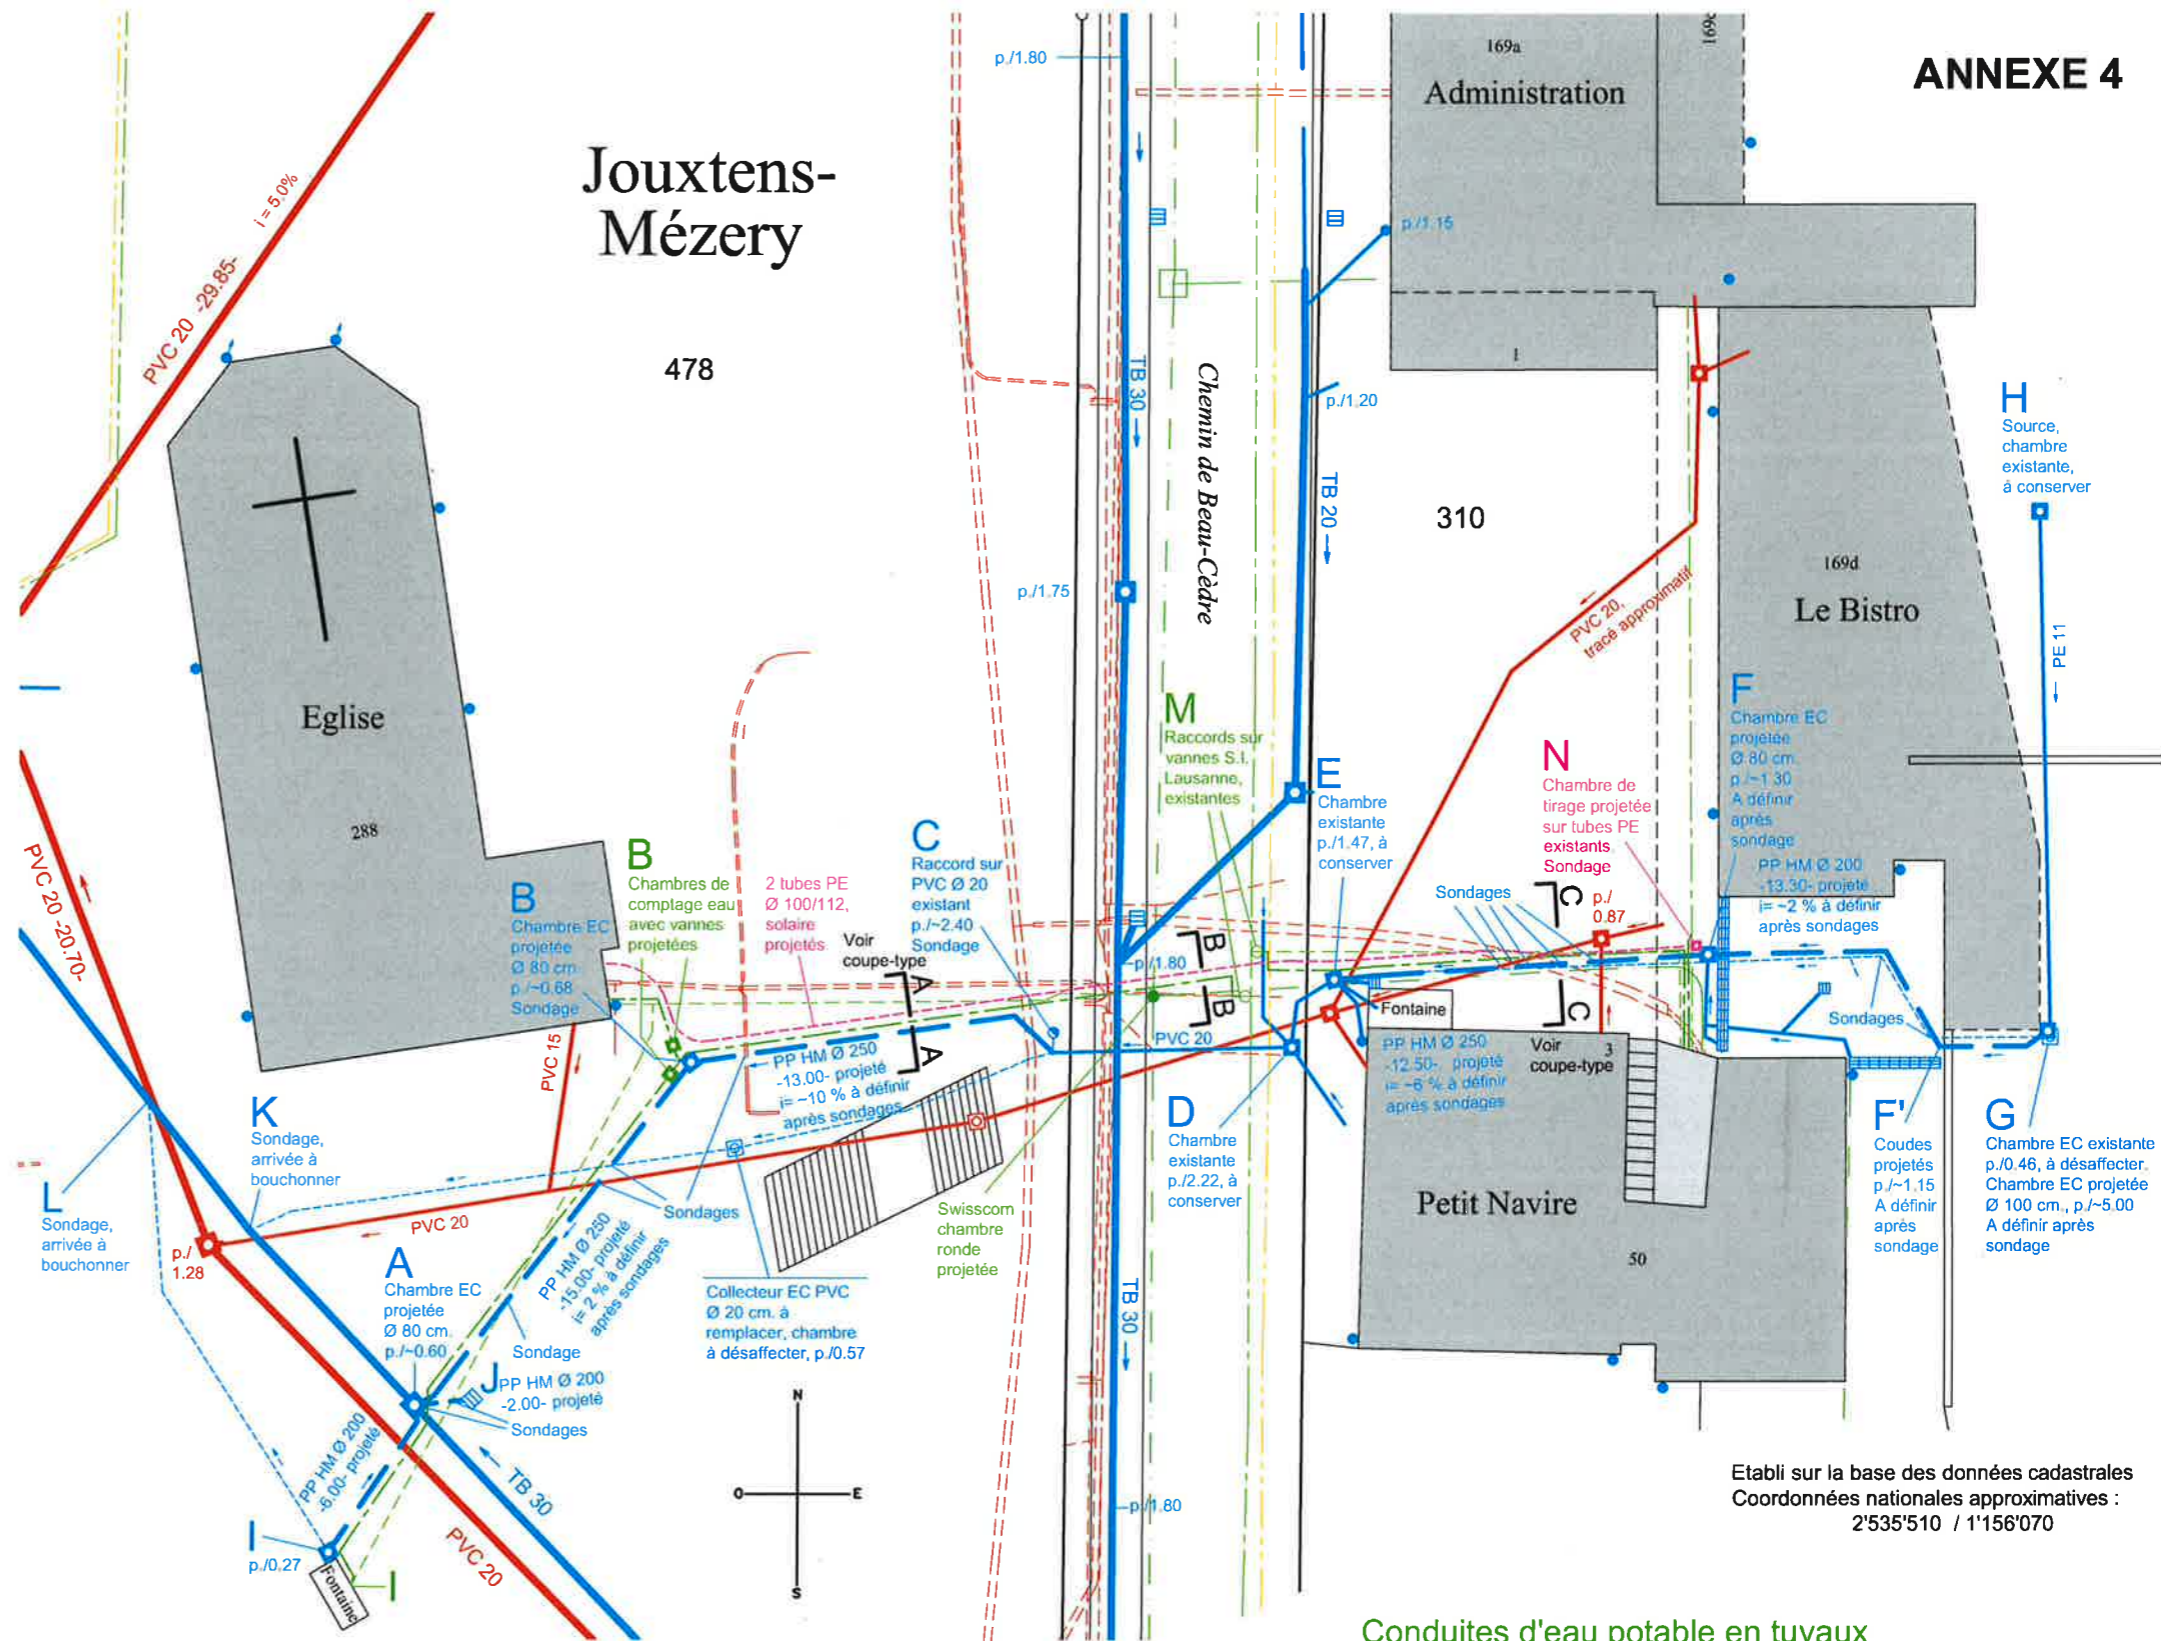 ANNEXE 4
169a
169c
Administration
p./1.80
Jouxtens-
Mézery
i = 5.0%
PVC 20 -29.85-
p./1.15
478
1
TB 30
Chemin de Beau-Cèdre
p./1.20
TB 20
310
H
Source,
chambre
existante,
à conserver
169d
Le Bistro
PE 11
p./1.75
PVC 20,
tracé approximatif
Eglise
288
PVC 20 -20.70-
M
Raccords sur
vannes S.I.
Lausanne,
existantes
E
Chambre
existante
p./1.47, à
conserver
N
Chambre de
tirage projetée
sur tubes PE
existants
Sondage
F
Chambre EC
projetée
Ø 80 cm.
p./~1.30
A définir
après
sondage
PP HM Ø 200
-13.30- projeté
i= ~2 % à définir
après sondages
B
Chambre EC
projetée
Ø 80 cm.
p./~0.68
Sondage
B
Chambres de
comptage eau
avec vannes
projetées
2 tubes PE
Ø 100/112,
solaire
projetés
Voir
coupe-type
C
Raccord sur
PVC Ø 20
existant
p./~2.40
Sondage
A
A
B
B
p./1.80
Sondages
C
C
p./
0.87
Fontaine
Sondages
PVC 20
PVC 15
PP HM Ø 250
-13.00- projeté
i= ~10 % à définir
après sondages
PP HM Ø 250
-12.50- projeté
i= ~6 % à définir
après sondages
Voir
coupe-type
3
K
Sondage,
arrivée à
bouchonner
L
Sondage,
arrivée à
bouchonner
D
Chambre
existante
p./2.22, à
conserver
F'
Coudes
projetés
p./~1.15
A définir
après
sondage
G
Chambre EC existante
p./0.46, à désaffecter.
Chambre EC projetée
Ø 100 cm., p./~5.00
A définir après
sondage
Petit Navire
50
Swisscom
chambre
ronde
projetée
Sondages
PVC 20
p./
1.28
A
Chambre EC
projetée
Ø 80 cm.
p./~0.60
PP HM Ø 250
-15.00- projeté
i= 2 % à définir
après sondages
Collecteur EC PVC
Ø 20 cm. à
remplacer, chambre
à désaffecter, p./0.57
TB 30
Sondage
J
PP HM Ø 200
-2.00- projeté
Sondages
PP HM Ø 200
-6.00- projeté
TB 30
N
O
E
S
p./1.80
I
p./0.27
Fontaine
I
PVC 20
Etabli sur la base des données cadastrales
Coordonnées nationales approximatives :
2'535'510 / 1'156'070
Conduites d'eau potable en tuyaux